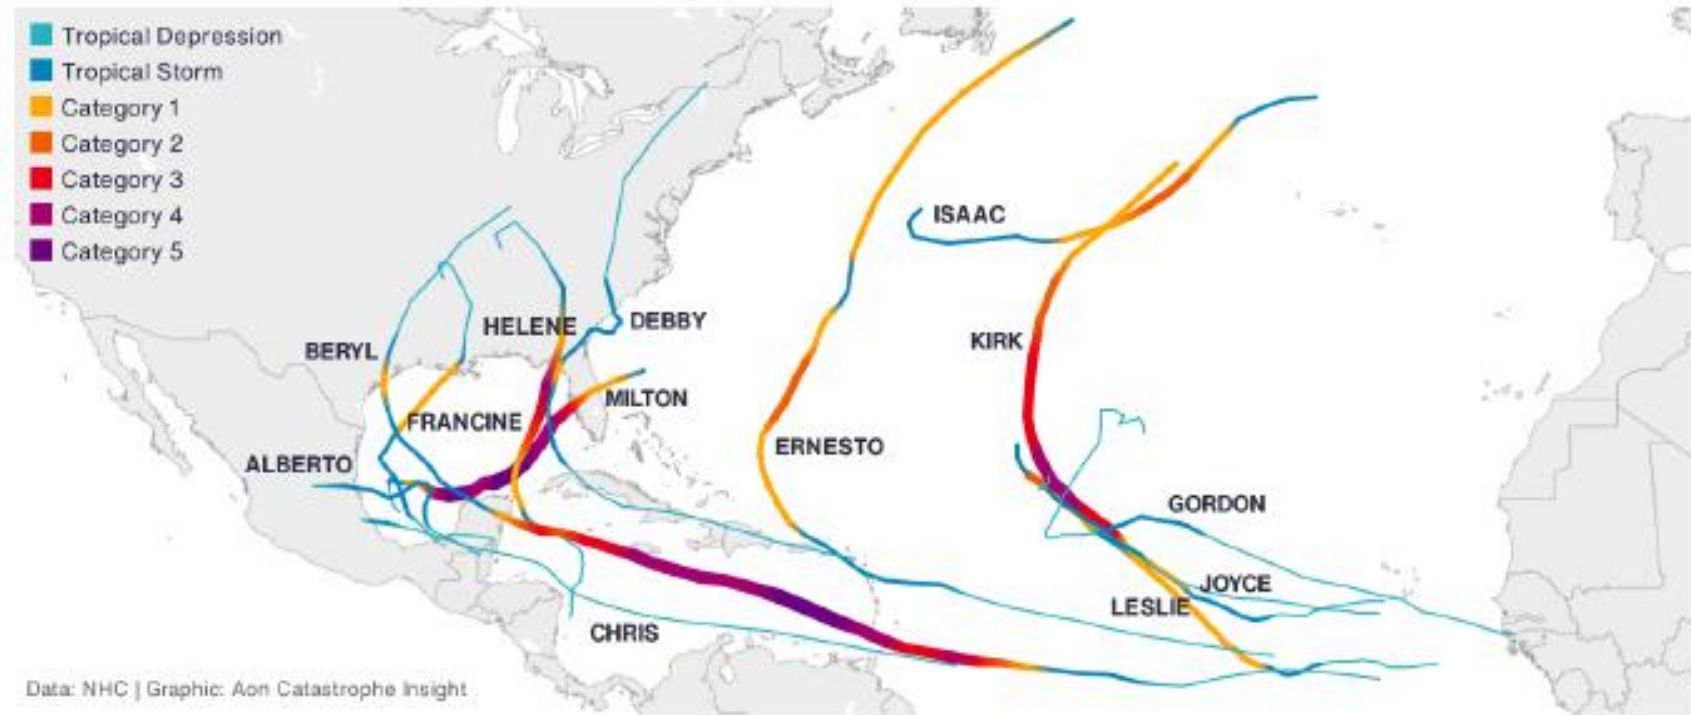 Tropical Depression
Tropical Storm
Category 1
Category 2
Category 3
Category 4
Category 5
ISAAC
HELENE
DEBBY
BERYL
KIRK
MILTON
FRANCINE
ERNESTO
ALBERTO
GORDON
JOYCE
LESLIE
CHRIS
Data: NHC | Graphic: Aon Catastrophe Insight